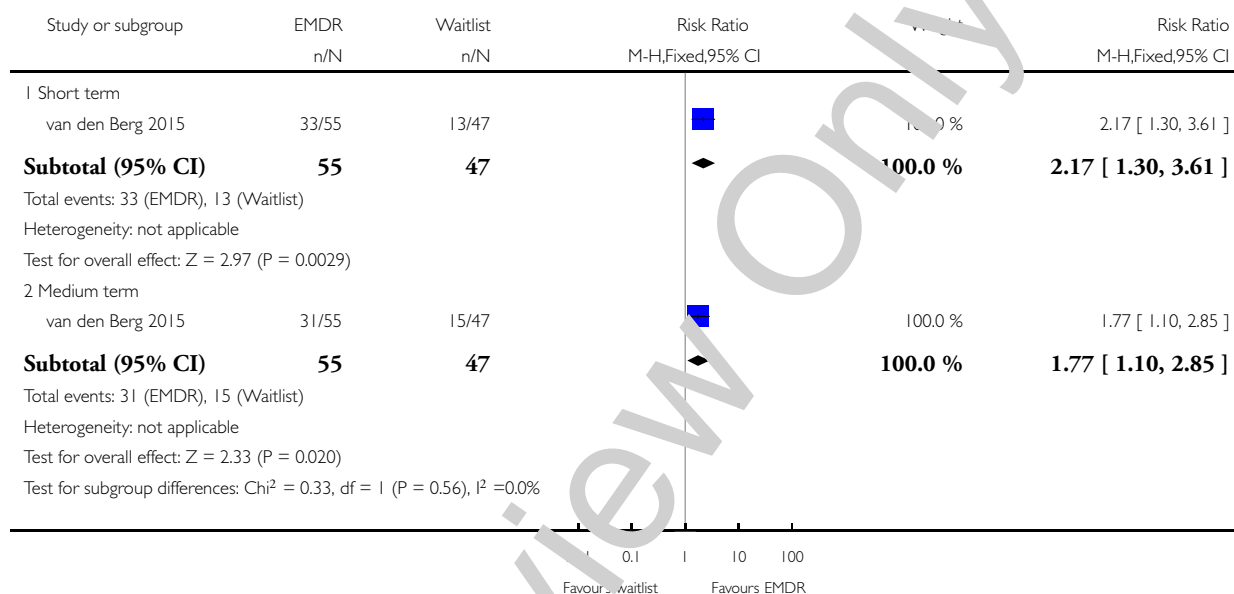 Study or subgroup EMDR Waitlist Risk Ratio Weight Risk Ratio
n/N n/N M-H,Fixed,95% CI M-H,Fixed,95% CI
1 Short term
van den Berg 2015 33/55 13/47 2.17 [ 1.30, 3.61 ]
Subtotal (95% CI) 55 47 100.0 % 2.17 [ 1.30, 3.61 ]
Total events: 33 (EMDR), 13 (Waitlist)
Heterogeneity: not applicable
Test for overall effect: Z = 2.97 (P = 0.0029)
2 Medium term
van den Berg 2015 31/55 15/47 100.0 % 1.77 [ 1.10, 2.85 ]
Subtotal (95% CI) 55 47 100.0 % 1.77 [ 1.10, 2.85 ]
Total events: 31 (EMDR), 15 (Waitlist)
Heterogeneity: not applicable
Test for overall effect: Z = 2.33 (P = 0.020)
Test for subgroup differences: Chi² = 0.33, df = 1 (P = 0.56), I² =0.0%
0.1 1 10 100
Favours waitlist Favours EMDR
view Only